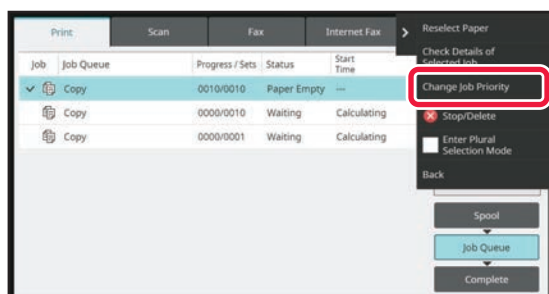 Print Scan Fax Internet Fax
Job Job Queue Progress / Sets Status Start
Time
Copy 0010/0010 Paper Empty ---
Copy 0000/0010 Waiting Calculating
Copy 0000/0001 Waiting Calculating
Reselect Paper
Check Details of
Selected Job
Change Job Priority
Stop/Delete
Enter Plural
Selection Mode
Back
Spool
Job Queue
Complete